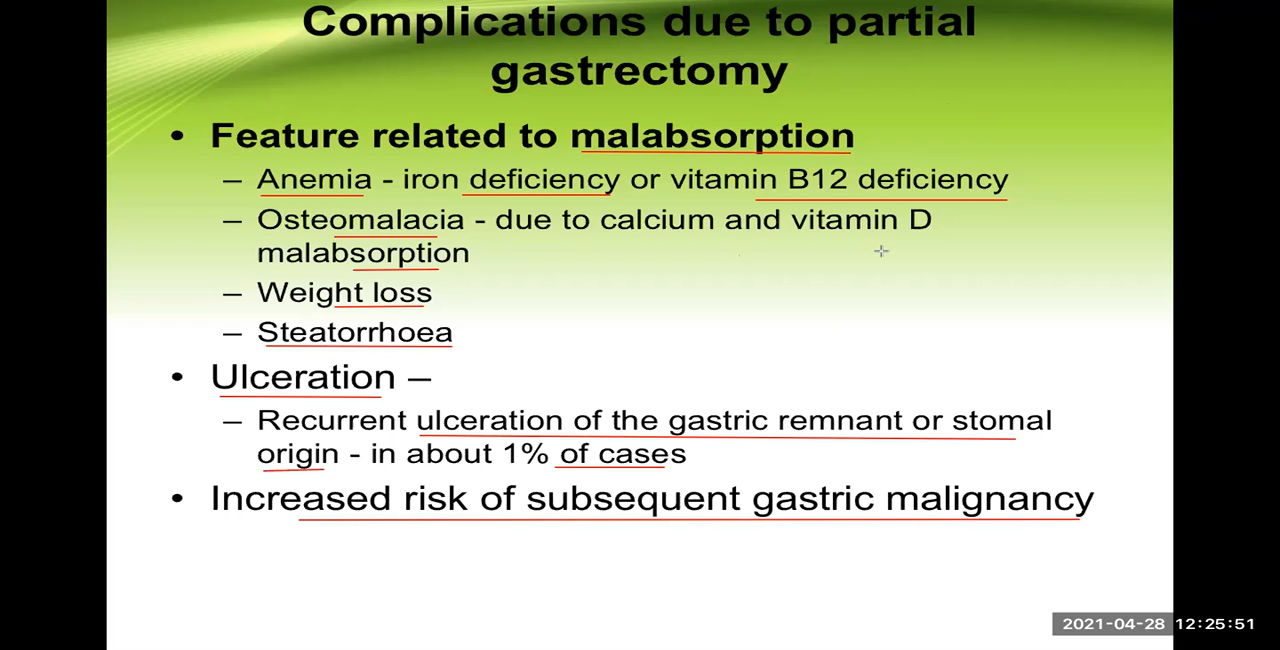 Complications due to partial
gastrectomy
• Feature related to malabsorption
– Anemia - iron deficiency or vitamin B12 deficiency
– Osteomalacia - due to calcium and vitamin D
malabsorption
– Weight loss
– Steatorrhoea
• Ulceration –
– Recurrent ulceration of the gastric remnant or stomal
origin - in about 1% of cases
• Increased risk of subsequent gastric malignancy
2021-04-28 12:25:51